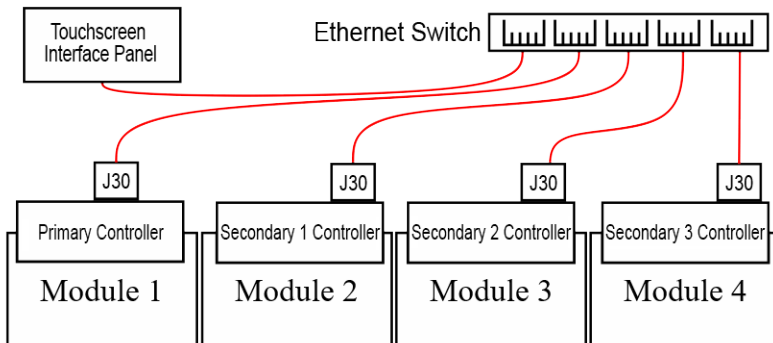 Touchscreen
Interface Panel
Ethernet Switch
J30
J30
J30
J30
Primary Controller
Secondary 1 Controller
Secondary 2 Controller
Secondary 3 Controller
Module 1
Module 2
Module 3
Module 4